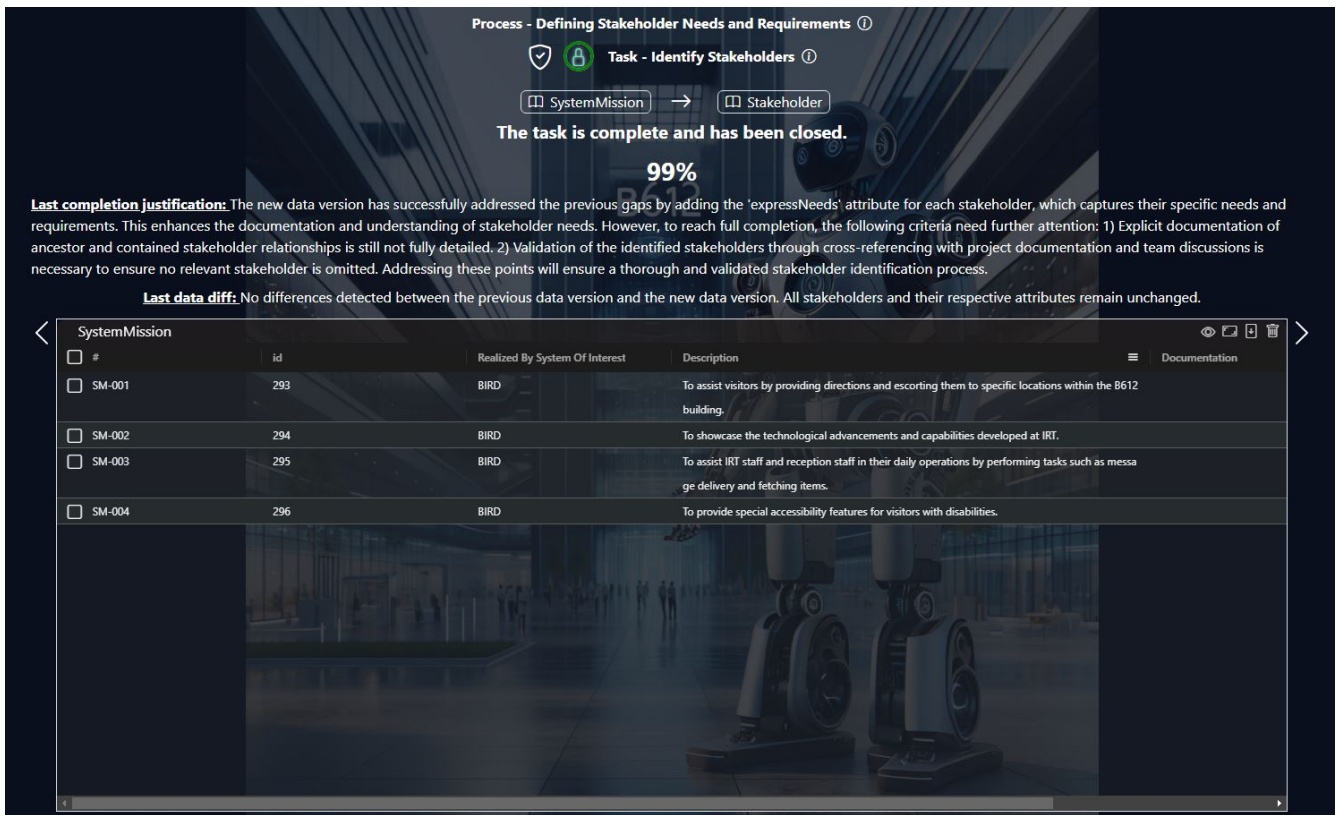 Process - Defining Stakeholder Needs and Requirements
Task - Identify Stakeholders
SystemMission → Stakeholder
The task is complete and has been closed.
99%
B612
Last completion justification: The new data version has successfully addressed the previous gaps by adding the 'expressNeeds' attribute for each stakeholder, which captures their specific needs and
requirements. This enhances the documentation and understanding of stakeholder needs. However, to reach full completion, the following criteria need further attention: 1) Explicit documentation of
ancestor and contained stakeholder relationships is still not fully detailed. 2) Validation of the identified stakeholders through cross-referencing with project documentation and team discussions is
necessary to ensure no relevant stakeholder is omitted. Addressing these points will ensure a thorough and validated stakeholder identification process.
Last data diff: No differences detected between the previous data version and the new data version. All stakeholders and their respective attributes remain unchanged.
SystemMission
# id Realized By System Of Interest Description Documentation
SM-001 293 BIRD To assist visitors by providing directions and escorting them to specific locations within the B612
building.
SM-002 294 BIRD To showcase the technological advancements and capabilities developed at IRT.
SM-003 295 BIRD To assist IRT staff and reception staff in their daily operations by performing tasks such as messa
ge delivery and fetching items.
SM-004 296 BIRD To provide special accessibility features for visitors with disabilities.